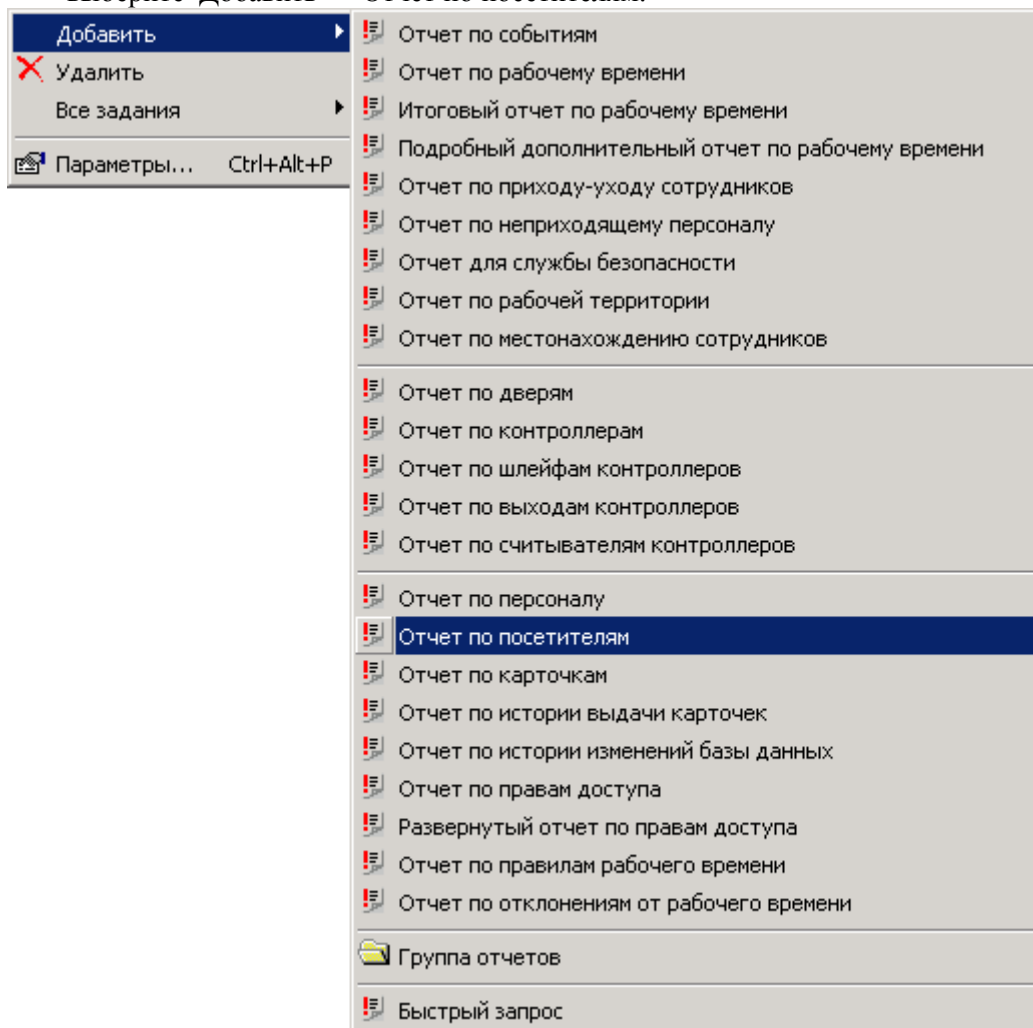 Добавить
Удалить
Все задания
Параметры... Ctrl+Alt+P
Отчет по событиям
Отчет по рабочему времени
Итоговый отчет по рабочему времени
Подробный дополнительный отчет по рабочему времени
Отчет по приходу-уходу сотрудников
Отчет по неприходящему персоналу
Отчет для службы безопасности
Отчет по рабочей территории
Отчет по местонахождению сотрудников
Отчет по дверям
Отчет по контроллерам
Отчет по шлейфам контроллеров
Отчет по выходам контроллеров
Отчет по считывателям контроллеров
Отчет по персоналу
Отчет по посетителям
Отчет по карточкам
Отчет по истории выдачи карточек
Отчет по истории изменений базы данных
Отчет по правам доступа
Развернутый отчет по правам доступа
Отчет по правилам рабочего времени
Отчет по отклонениям от рабочего времени
Группа отчетов
Быстрый запрос